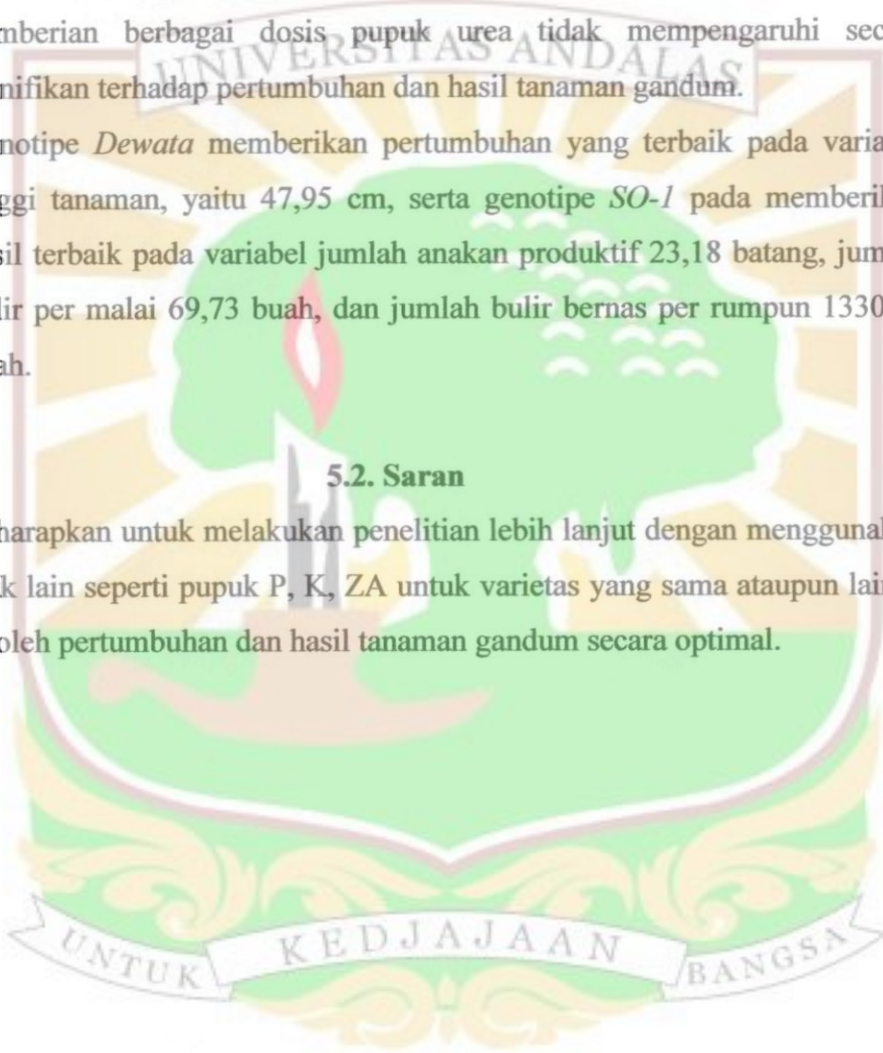 mberian berbagai dosis pupuk urea tidak mempengaruhi sec
UNIVERSITAS ANDALAS
nifikan terhadap pertumbuhan dan hasil tanaman gandum.
notipe Dewata memberikan pertumbuhan yang terbaik pada varia
ggi tanaman, yaitu 47,95 cm, serta genotipe SO-1 pada memberil
sil terbaik pada variabel jumlah anakan produktif 23,18 batang, jum
lir per malai 69,73 buah, dan jumlah bulir bernas per rumpun 1330
ah.
5.2. Saran
harapkan untuk melakukan penelitian lebih lanjut dengan menggunal
k lain seperti pupuk P, K, ZA untuk varietas yang sama ataupun lain
oleh pertumbuhan dan hasil tanaman gandum secara optimal.
UNTUK KEDJAJAAN BANGSA